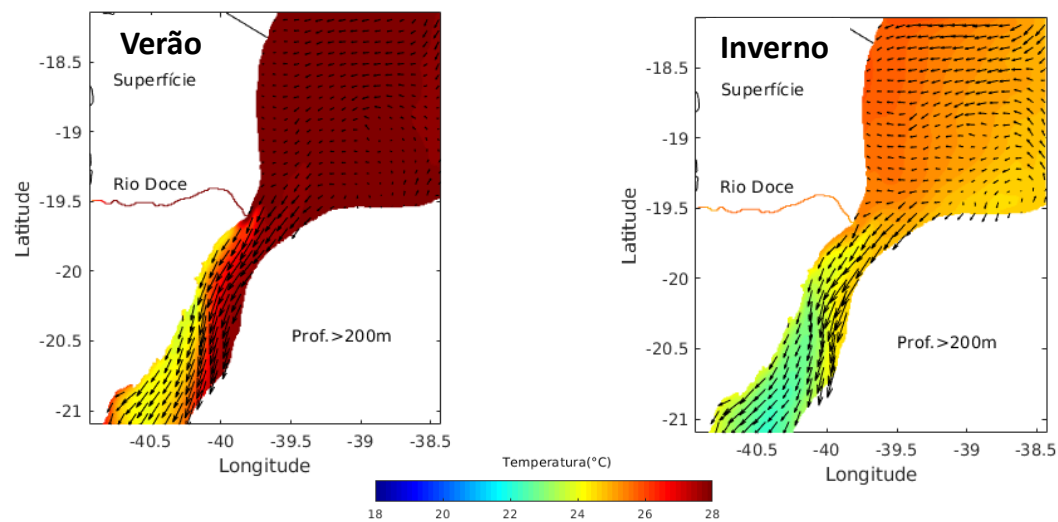 Verão
Superfície
Rio Doce
Prof.>200m
Latitude
-18.5
-19
-19.5
-20
-20.5
-21
-40.5
-40
-39.5
-39
-38.5
Longitude
Inverno
Superfície
Rio Doce
Prof.>200m
Latitude
-18.5
-19
-19.5
-20
-20.5
-21
-40.5
-40
-39.5
-39
-38.5
Longitude
Temperatura(°C)
18
20
22
24
26
28